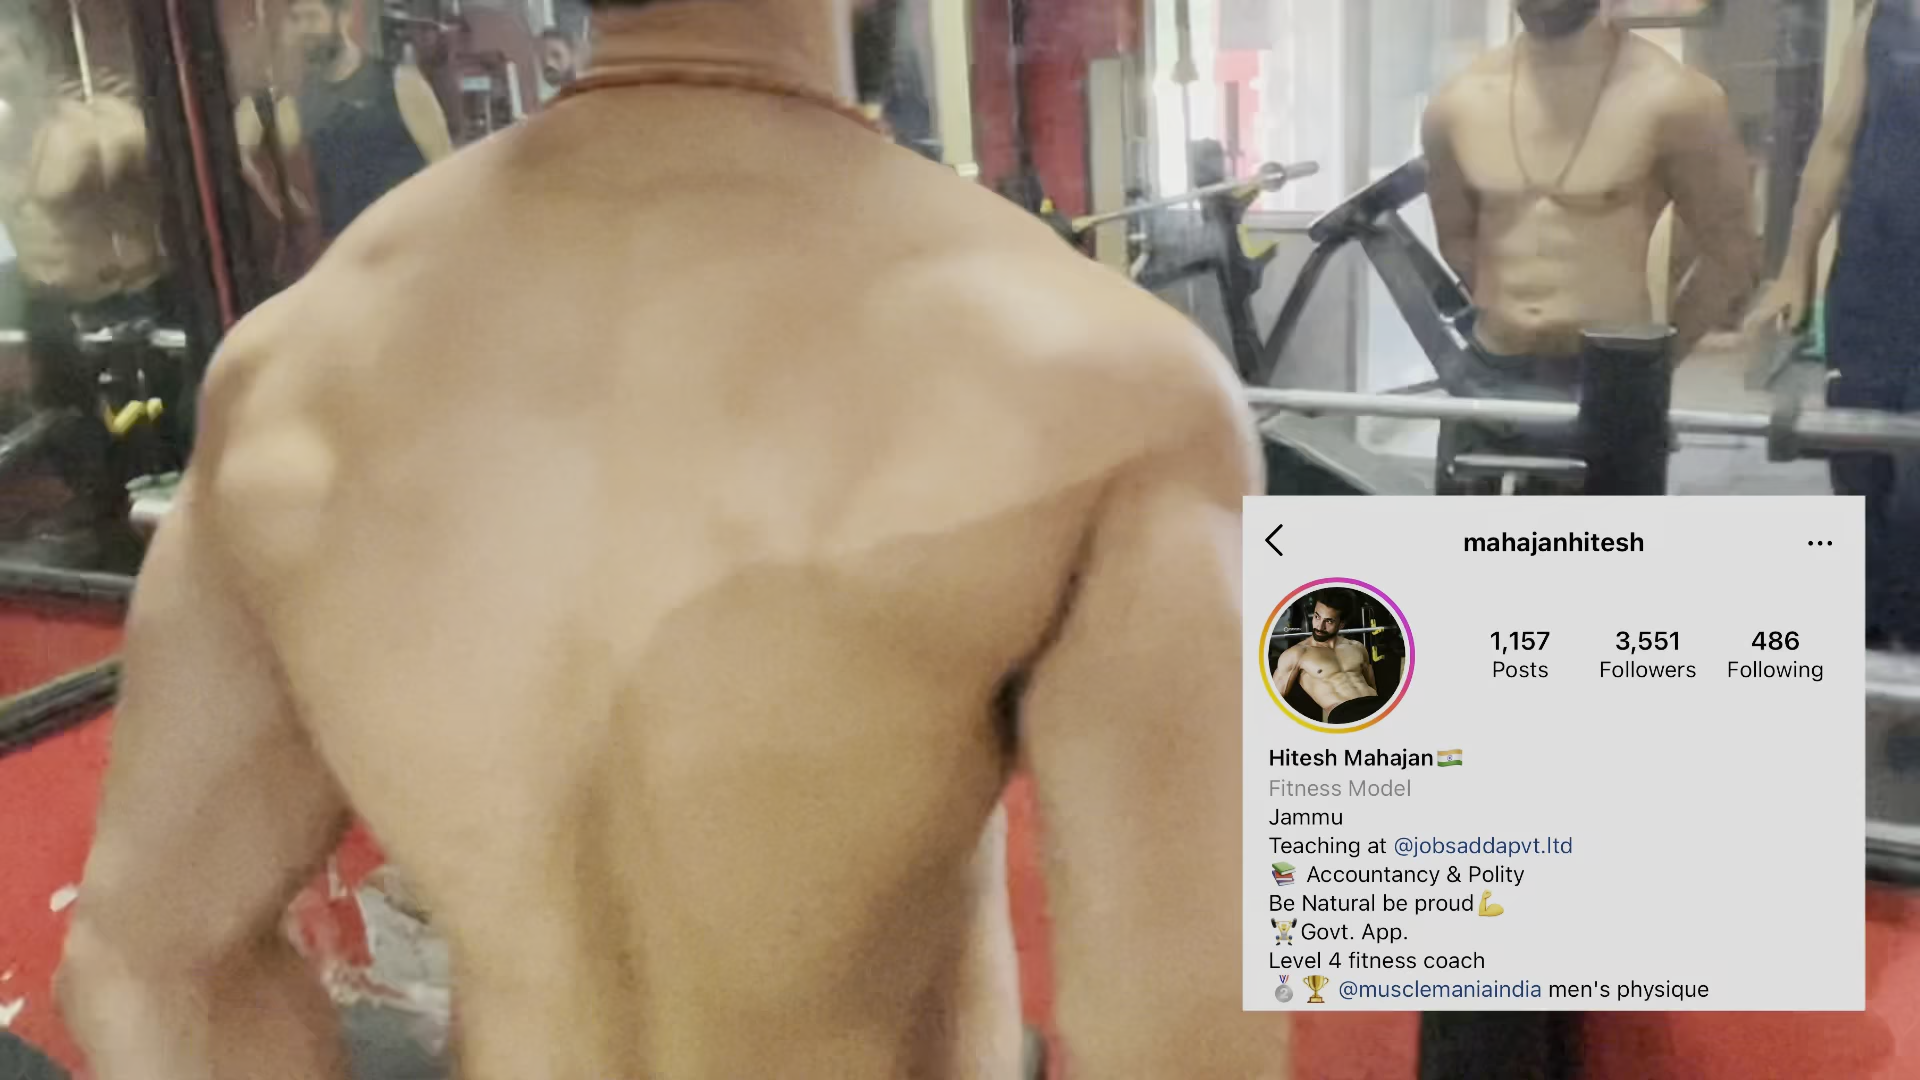 mahajanhitesh
1,157 3,551 486
Posts Followers Following
Hitesh Mahajan🇮🇳
Fitness Model
Jammu
Teaching at @jobsaddapvt.ltd
📚 Accountancy & Polity
Be Natural be proud💪
🏋Govt. App.
Level 4 fitness coach
🥈🏆 @musclemaniaindia men's physique